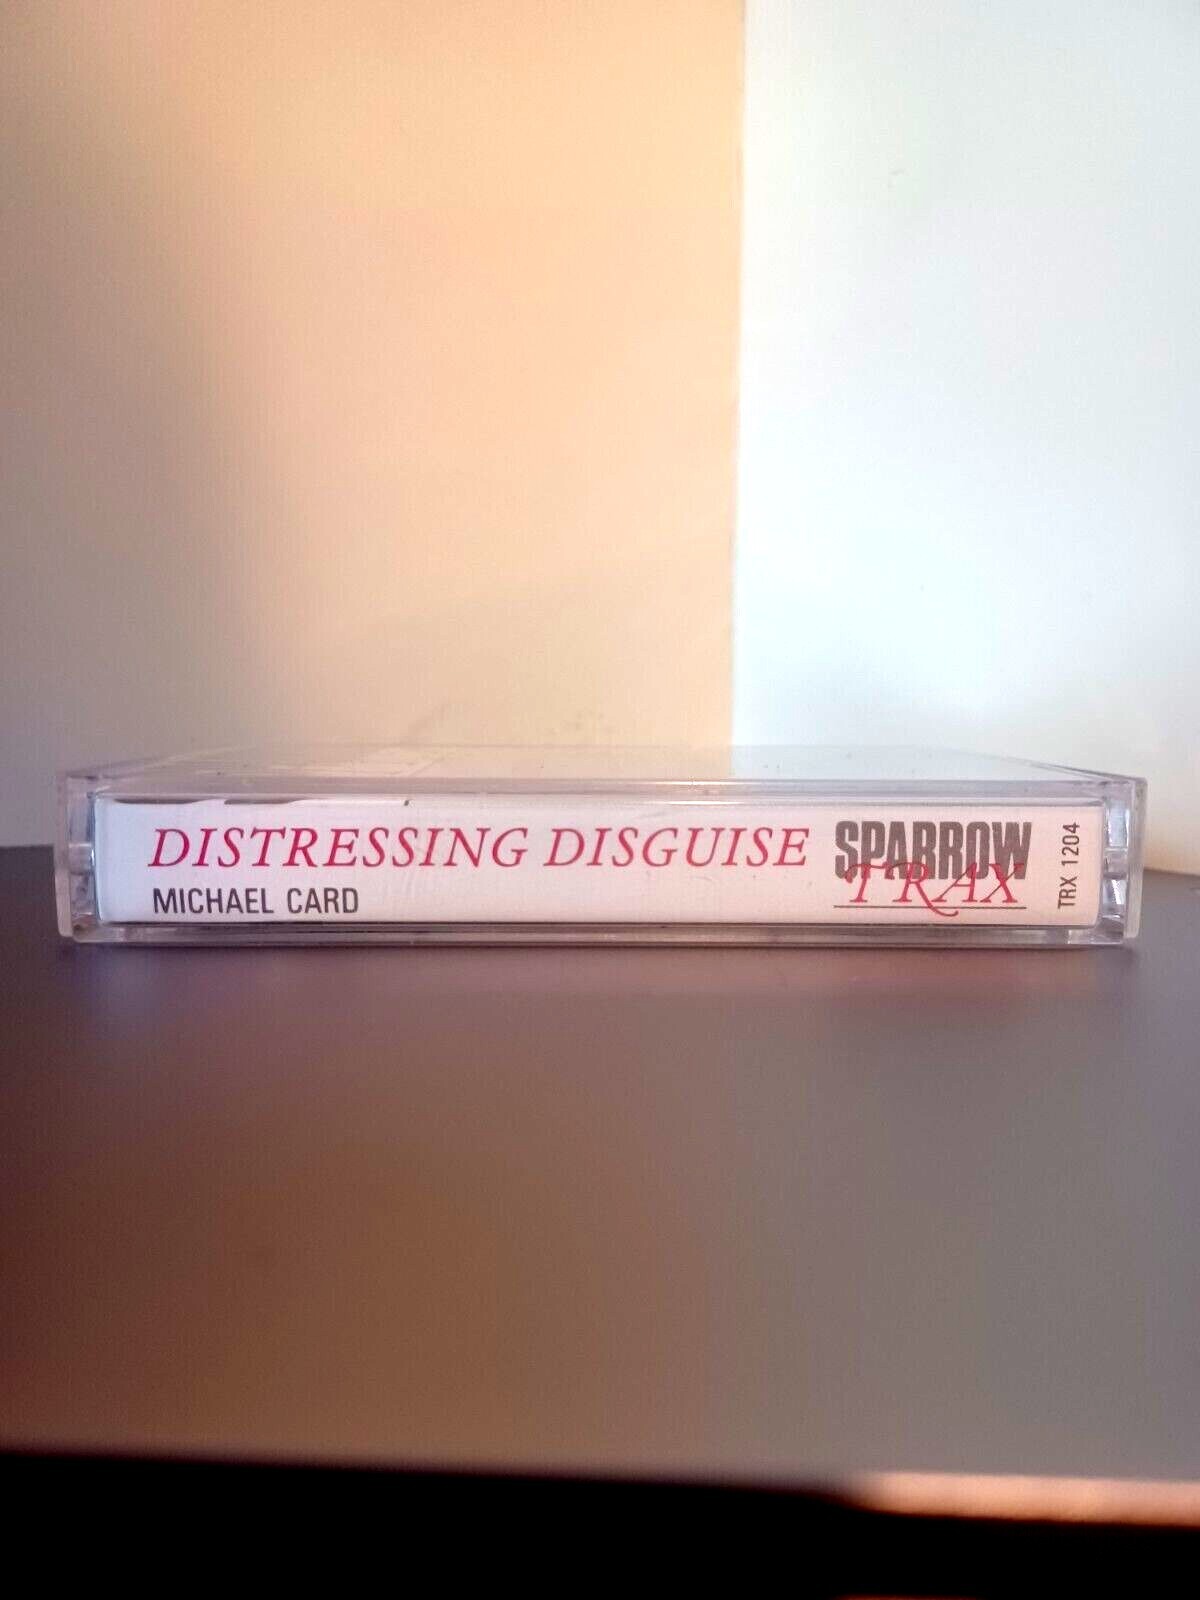 DISTRESSING DISGUISE
MICHAEL CARD
SPARROW
TRAX
TRX 1204